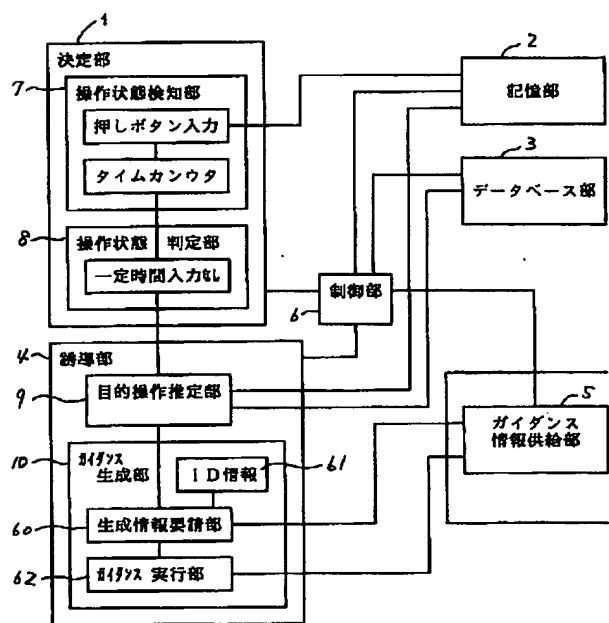 1
決定部
7
操作状態検知部
押しボタン入力
タイムカンウタ
8
操作状態 判定部
一定時間入力なし
2
記憶部
3
データベース部
制御部
6
4
誘導部
9
目的操作推定部
10
ガイダンス
生成部
ID情報
61
60
生成情報要請部
62
ガイダンス 実行部
5
ガイダンス
情報供給部